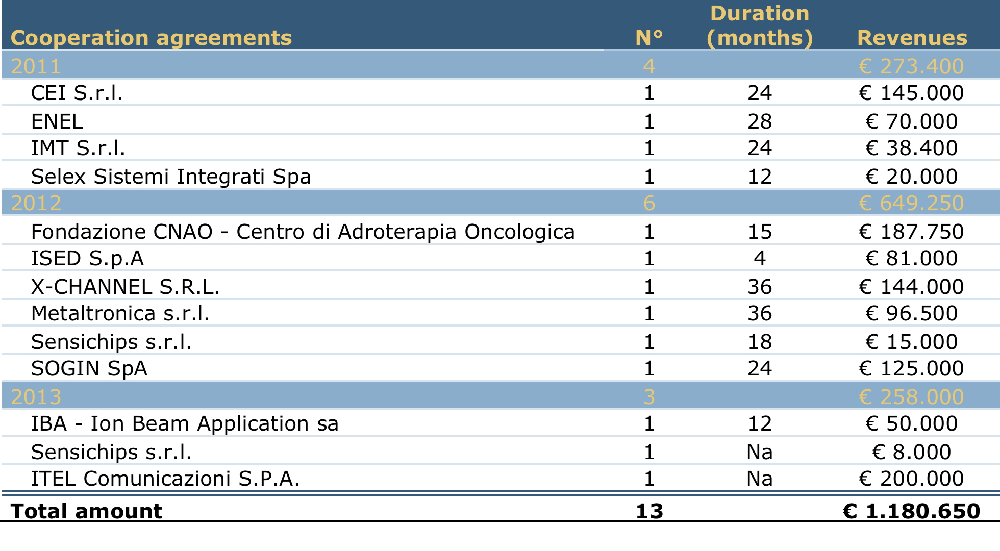 Cooperation agreements N° Duration (months) Revenues
2011 4 € 273.400
CEI S.r.l. 1 24 € 145.000
ENEL 1 28 € 70.000
IMT S.r.l. 1 24 € 38.400
Selex Sistemi Integrati Spa 1 12 € 20.000
2012 6 € 649.250
Fondazione CNAO - Centro di Adroterapia Oncologica 1 15 € 187.750
ISED S.p.A 1 4 € 81.000
X-CHANNEL S.R.L. 1 36 € 144.000
Metaltronica s.r.l. 1 36 € 96.500
Sensichips s.r.l. 1 18 € 15.000
SOGIN SpA 1 24 € 125.000
2013 3 € 258.000
IBA - Ion Beam Application sa 1 12 € 50.000
Sensichips s.r.l. 1 Na € 8.000
ITEL Comunicazioni S.P.A. 1 Na € 200.000
Total amount 13 € 1.180.650